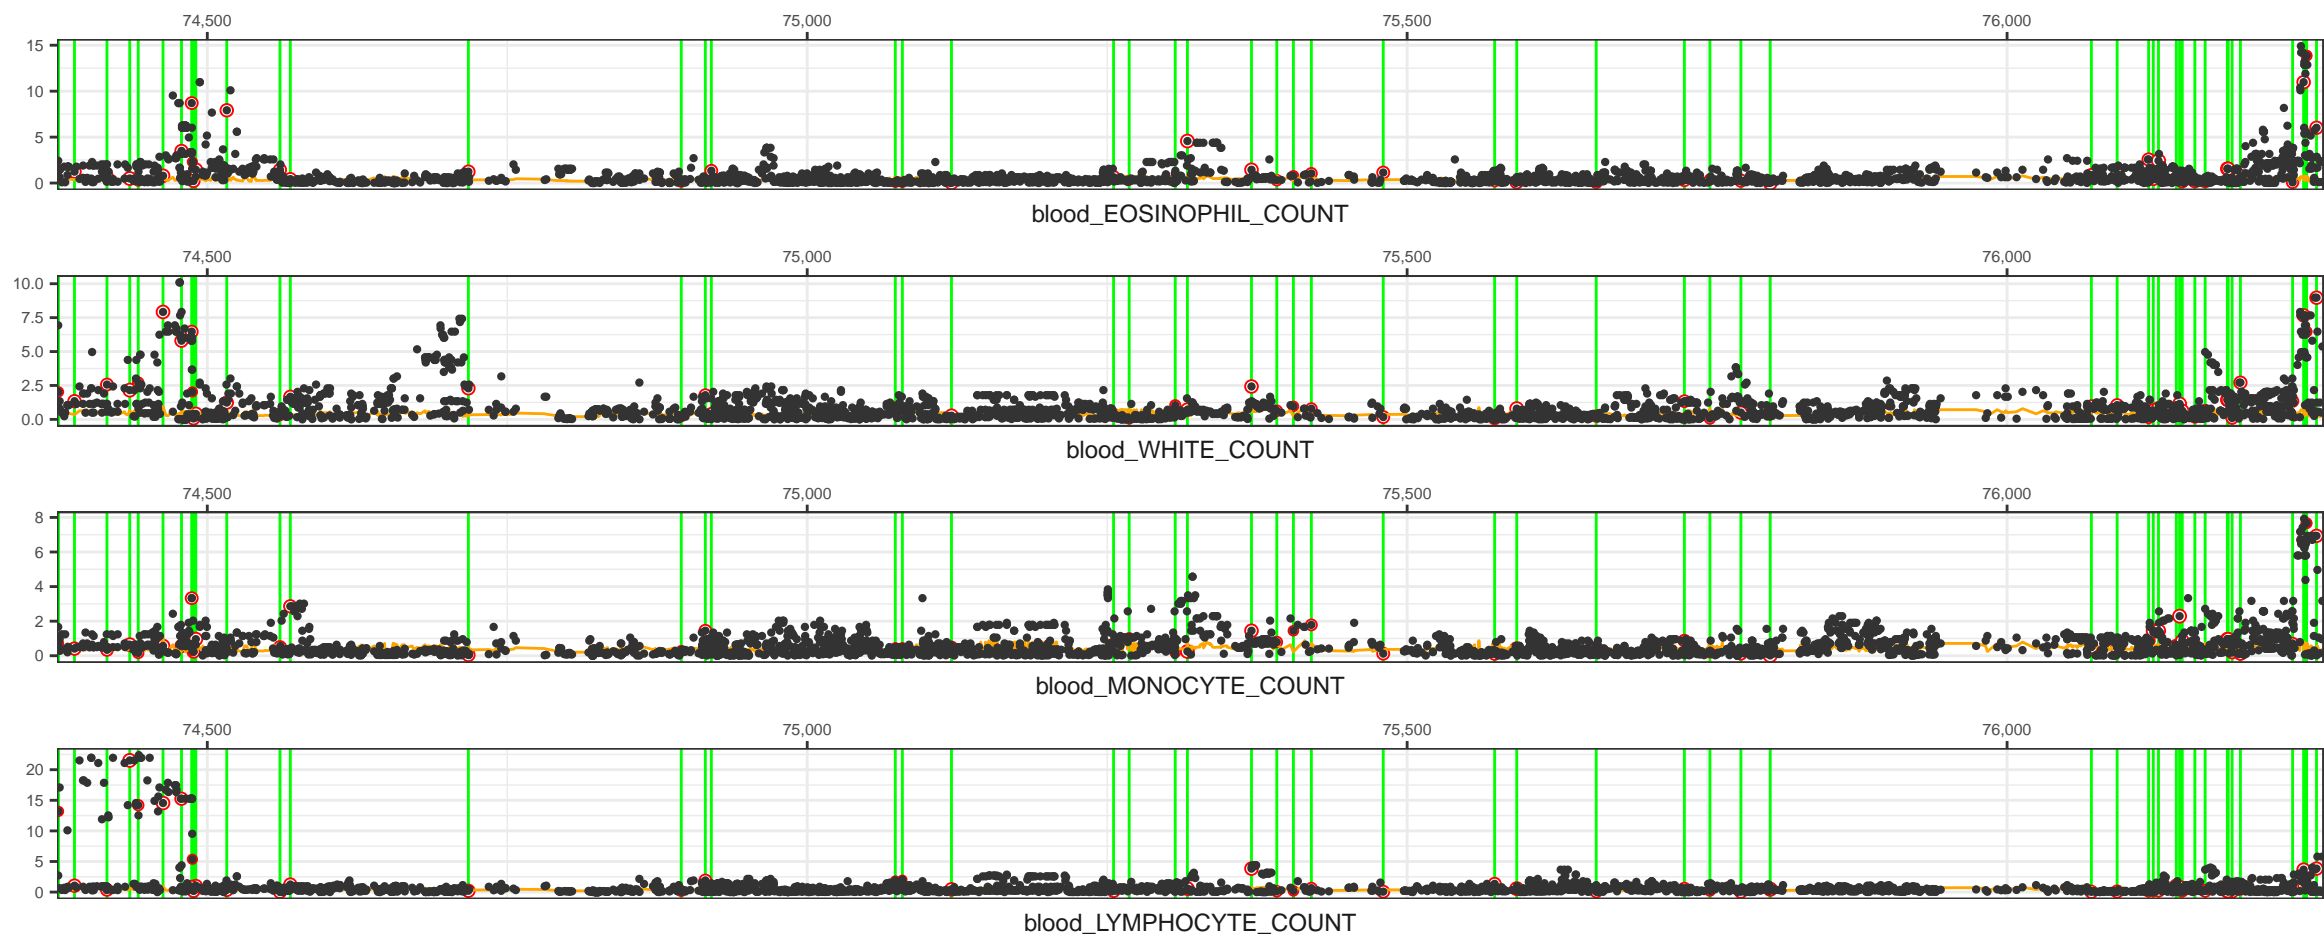 74,500 75,000 75,500 76,000
15
10
5
0
blood_EOSINOPHIL_COUNT
74,500 75,000 75,500 76,000
10.0
7.5
5.0
2.5
0.0
blood_WHITE_COUNT
74,500 75,000 75,500 76,000
8
6
4
2
0
blood_MONOCYTE_COUNT
74,500 75,000 75,500 76,000
20
15
10
5
0
blood_LYMPHOCYTE_COUNT